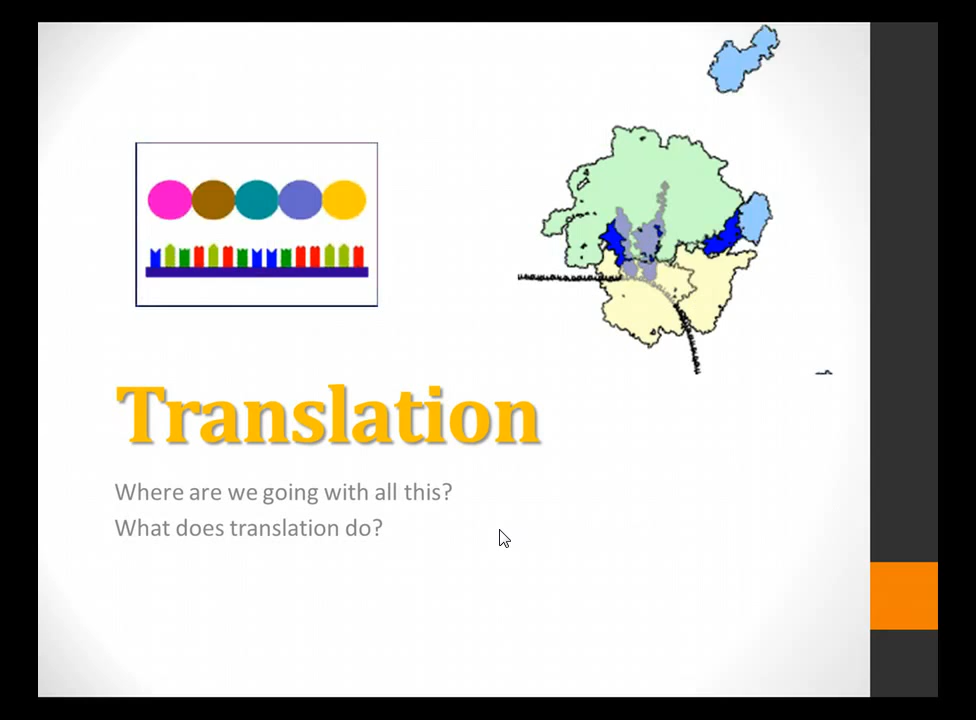 Translation
Where are we going with all this?
What does translation do?